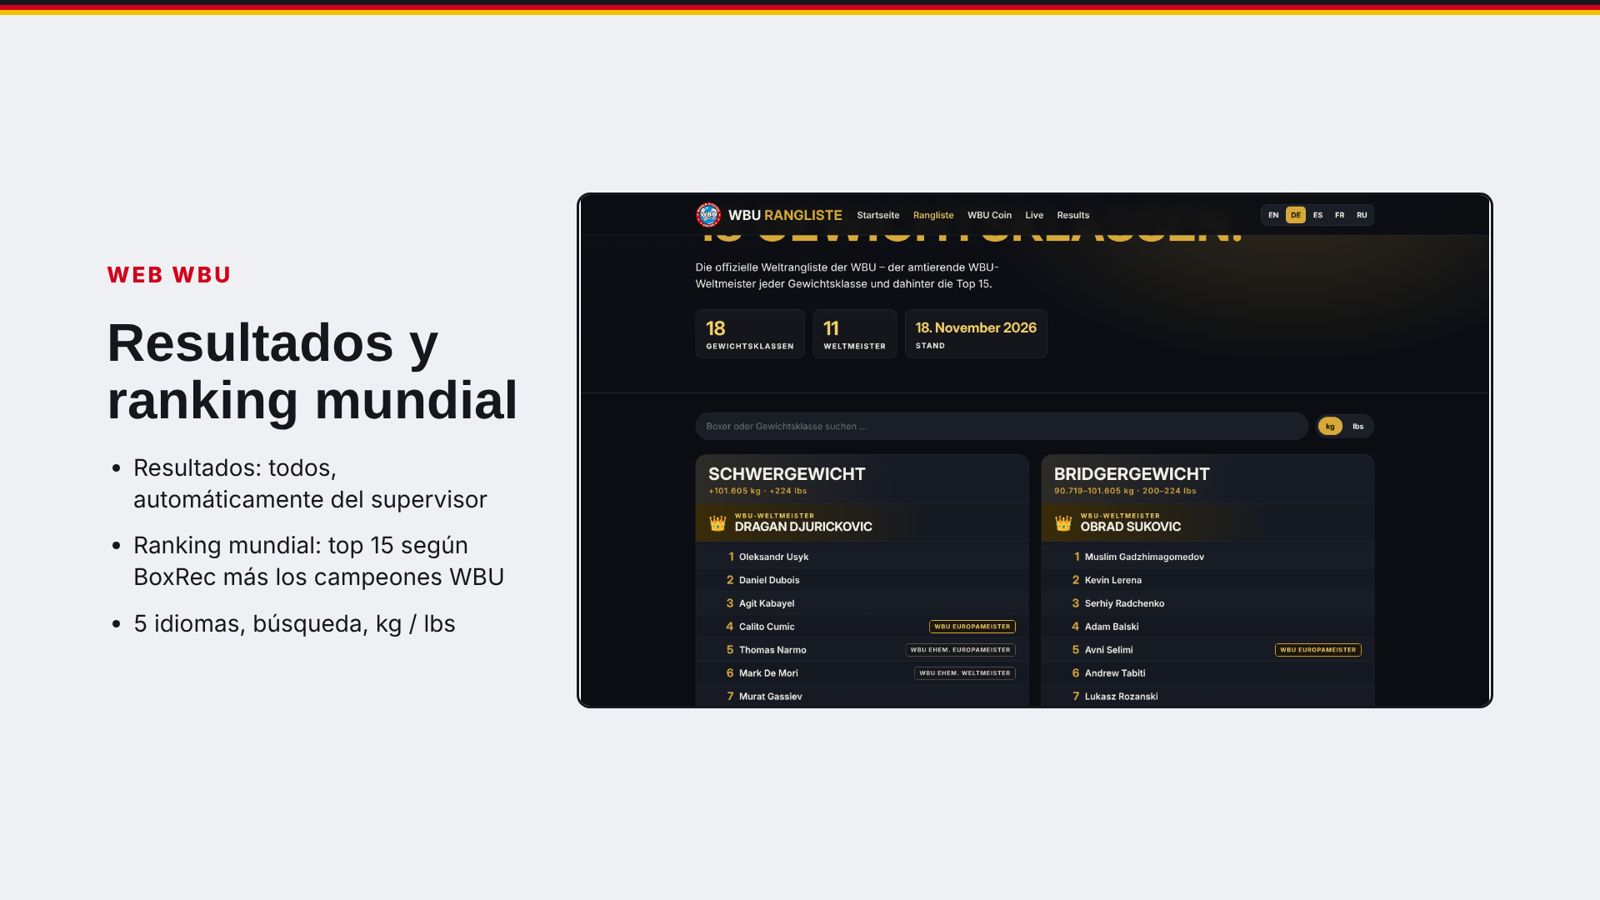 WEB WBU
Resultados y
ranking mundial
• Resultados: todos,
automáticamente del supervisor
• Ranking mundial: top 15 según
BoxRec más los campeones WBU
• 5 idiomas, búsqueda, kg / lbs
WBU RANGLISTE Startseite Rangliste WBU Coin Live Results EN DE ES FR RU
Die offizielle Weltrangliste der WBU – der amtierende WBU-
Weltmeister jeder Gewichtsklasse und dahinter die Top 15.
18
GEWICHTSKLASSEN
11
WELTMEISTER
18. November 2026
STAND
Boxer oder Gewichtsklasse suchen ... kg lbs
SCHWERGEWICHT
+101.605 kg · +224 lbs
WBU-WELTMEISTER
DRAGAN DJURICKOVIC
1 Oleksandr Usyk
2 Daniel Dubois
3 Agit Kabayel
4 Calito Cumic WBU EUROPAMEISTER
5 Thomas Narmo WBU EHEM. EUROPAMEISTER
6 Mark De Mori WBU EHEM. WELTMEISTER
7 Murat Gassiev
BRIDGERGEWICHT
90.719–101.605 kg · 200–224 lbs
WBU-WELTMEISTER
OBRAD SUKOVIC
1 Muslim Gadzhimagomedov
2 Kevin Lerena
3 Serhiy Radchenko
4 Adam Balski
5 Avni Selimi WBU EUROPAMEISTER
6 Andrew Tabiti
7 Lukasz Rozanski